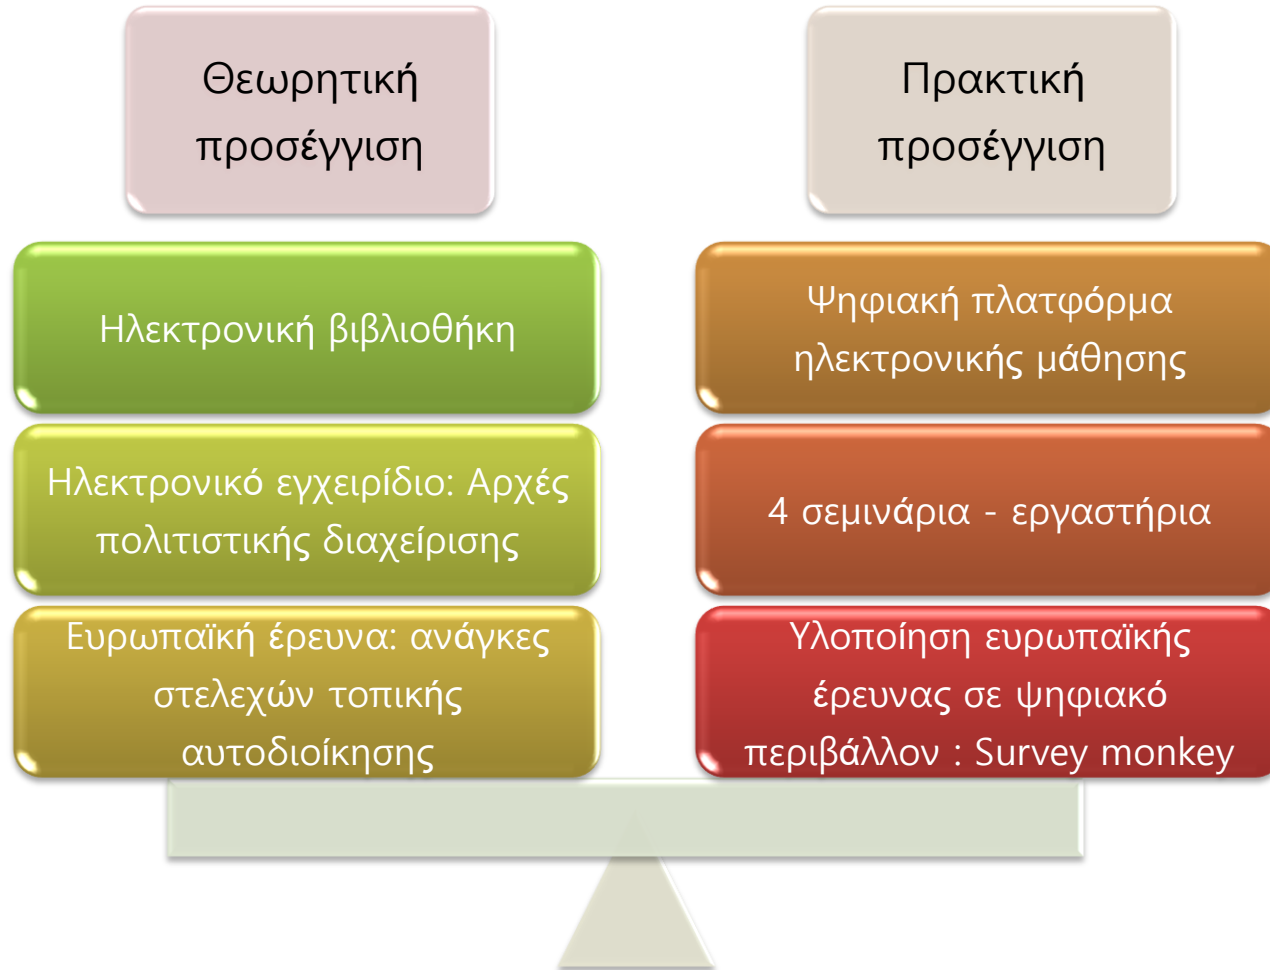 Θεωρητική
προσέγγιση
Ηλεκτρονική βιβλιοθήκη
Ηλεκτρονικό εγχειρίδιο: Αρχές
πολιτιστικής διαχείρισης
Ευρωπαϊκή έρευνα: ανάγκες
στελεχών τοπικής
αυτοδιοίκησης
Πρακτική
προσέγγιση
Ψηφιακή πλατφόρμα
ηλεκτρονικής μάθησης
4 σεμινάρια - εργαστήρια
Υλοποίηση ευρωπαϊκής
έρευνας σε ψηφιακό
περιβάλλον : Survey monkey